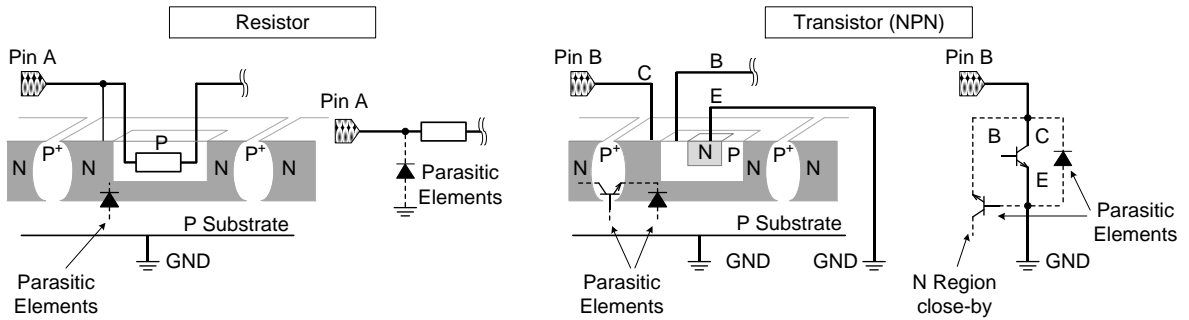 Resistor
Pin A
N
P+
N
P
N
P+
N
Parasitic
Elements
P Substrate
GND
Pin A
Parasitic
Elements
Transistor (NPN)
Pin B
C
B
E
N
P+
N
N
P
N
P+
N
P Substrate
Parasitic
Elements
GND
GND
Pin B
B
C
E
Parasitic
Elements
GND
N Region
close-by